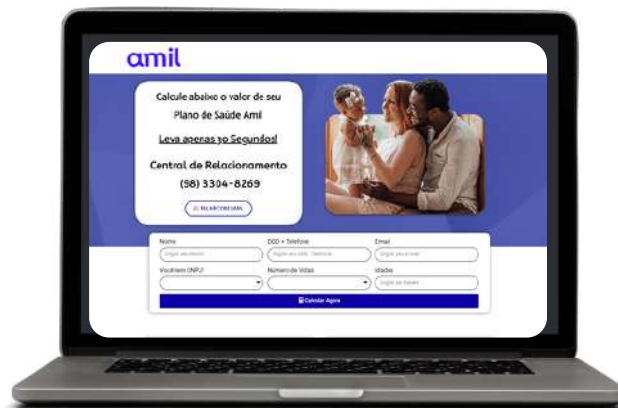 amil
Calcule abaixo o valor de seu
Plano de Saúde Amil
Leva apenas 30 Segundos!
Central de Relacionamento
(98) 3304-8269
Nome
DDD + Telefone
Email
Você tem CNPJ?
Número de Vidas
Idades
Calcular Agora